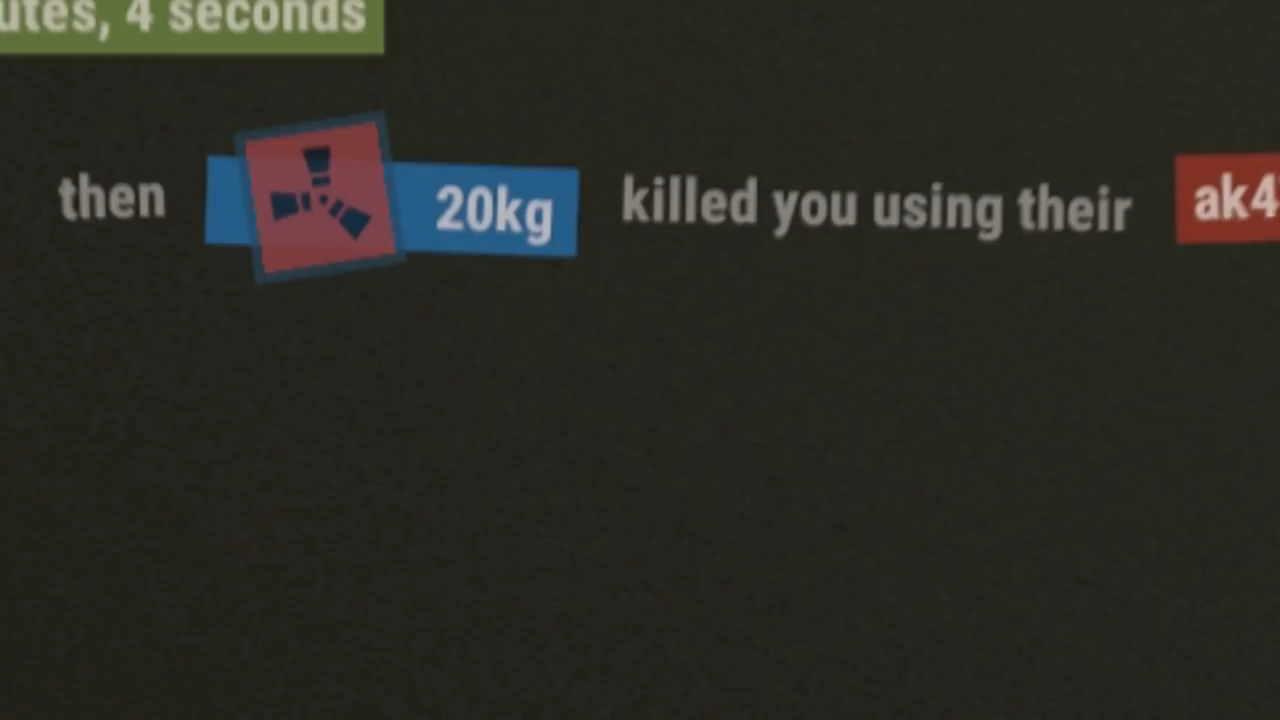 utes, 4 seconds
then 20kg killed you using their ak4